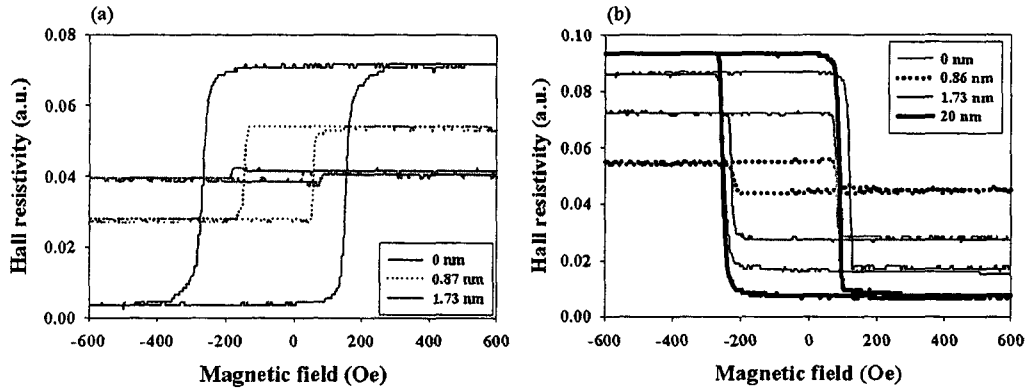 (a)
0.08
0.06
0.04
0.02
0.00
Hall resistivity (a.u.)
0 nm
0.87 nm
1.73 nm
-600 -400 -200 0 200 400 600
Magnetic field (Oe)
(b)
0.10
0.08
0.06
0.04
0.02
0.00
Hall resistivity (a.u.)
0 nm
0.86 nm
1.73 nm
20 nm
-600 -400 -200 0 200 400 600
Magnetic field (Oe)